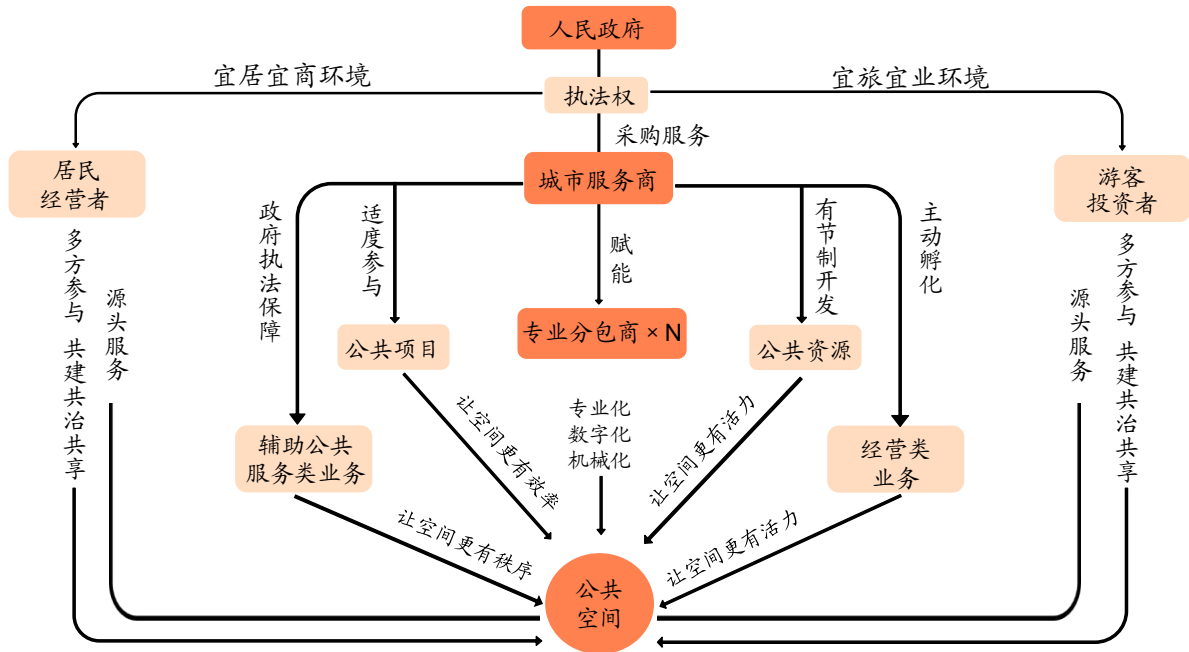 人民政府
宜居宜商环境
执法权
宜旅宜业环境
采购服务
居民
经营者
城市服务商
游客
投资者
政府执法保障
适度参与
赋能
有节制开发
主动孵化
多方参与 共建共治共享
源头服务
源头服务
多方参与 共建共治共享
公共项目
专业分包商 × N
公共资源
专业化
数字化
机械化
辅助公共
服务类业务
经营类
业务
让空间更有效率
让空间更有活力
让空间更有秩序
让空间更有活力
公共
空间